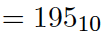 = 195₁₀